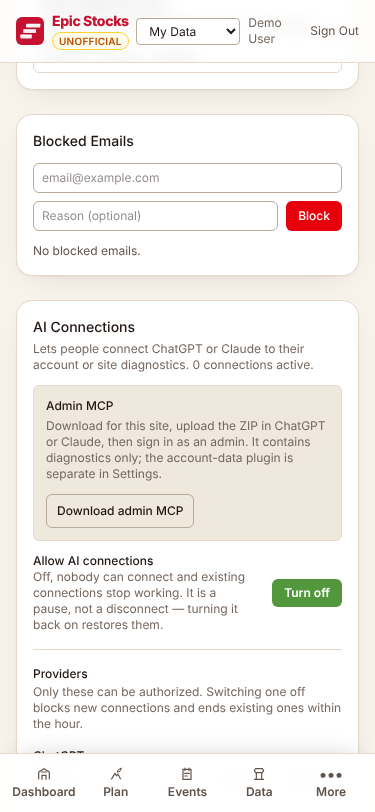 Epic Stocks
UNOFFICIAL
My Data
Demo
User
Sign Out
Blocked Emails
email@example.com
Reason (optional)
Block
No blocked emails.
AI Connections
Lets people connect ChatGPT or Claude to their
account or site diagnostics. 0 connections active.
Admin MCP
Download for this site, upload the ZIP in ChatGPT
or Claude, then sign in as an admin. It contains
diagnostics only; the account-data plugin is
separate in Settings.
Download admin MCP
Allow AI connections
Off, nobody can connect and existing
connections stop working. It is a
pause, not a disconnect — turning it
back on restores them.
Turn off
Providers
Only these can be authorized. Switching one off
blocks new connections and ends existing ones within
the hour.
Dashboard
Plan
Events
Data
More